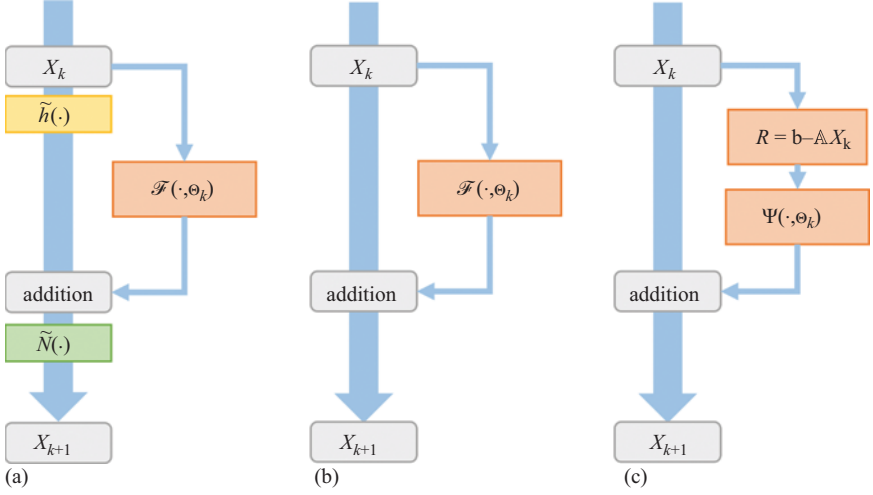 X_k
h̃(·)
ℱ(·,Θ_k)
addition
Ñ(·)
X_{k+1}
(a)
X_k
ℱ(·,Θ_k)
addition
X_{k+1}
(b)
X_k
R = b–𝔸X_k
Ψ(·,Θ_k)
addition
X_{k+1}
(c)